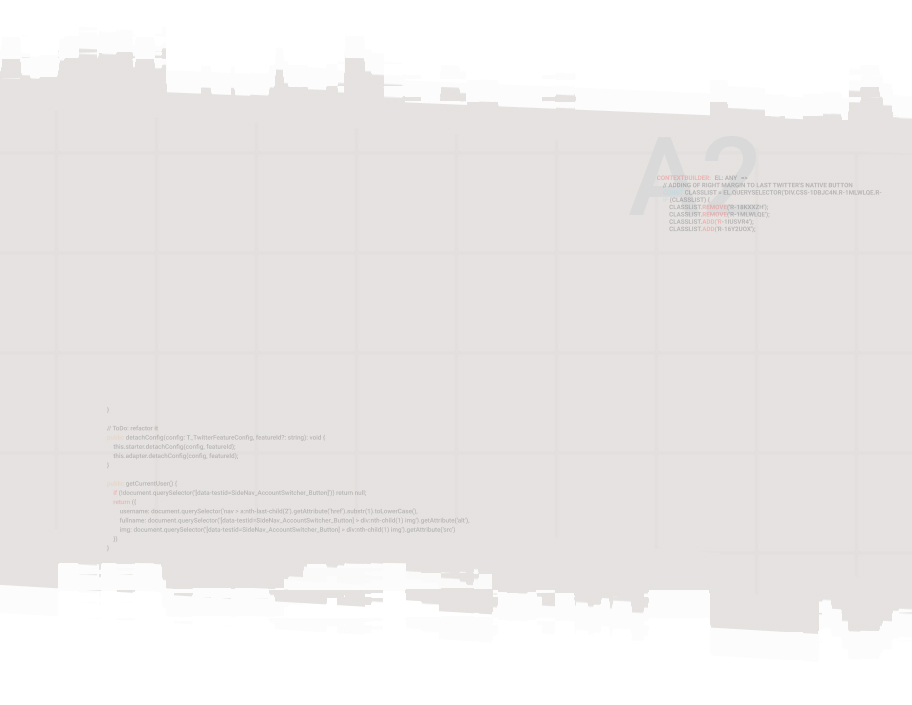 A2
CONTEXTBUILDER: EL: ANY =>
// ADDING OF RIGHT MARGIN TO LAST TWITTER'S NATIVE BUTTON
CLASSLIST = EL.QUERYSELECTOR('DIV.CSS-1DBJC4N.R-1MLWLQE.R-
(CLASSLIST) {
CLASSLIST.REMOVE('R-18KXXZH');
CLASSLIST.REMOVE('R-1MLWLQE');
CLASSLIST.ADD('R-1IUSVR4');
CLASSLIST.ADD('R-16Y2UOX');
}
// ToDo: refactor it
public detachConfig(config: T_TwitterFeatureConfig, featureId?: string): void {
this.starter.detachConfig(config, featureId);
this.adapter.detachConfig(config, featureId);
}
public getCurrentUser() {
if (!document.querySelector('[data-testid=SideNav_AccountSwitcher_Button]')) return null;
return ({
username: document.querySelector('nav > a:nth-last-child(2)').getAttribute('href').substr(1).toLowerCase(),
fullname: document.querySelector('[data-testid=SideNav_AccountSwitcher_Button] > div:nth-child(1) img').getAttribute('alt'),
img: document.querySelector('[data-testid=SideNav_AccountSwitcher_Button] > div:nth-child(1) img').getAttribute('src')
})
}